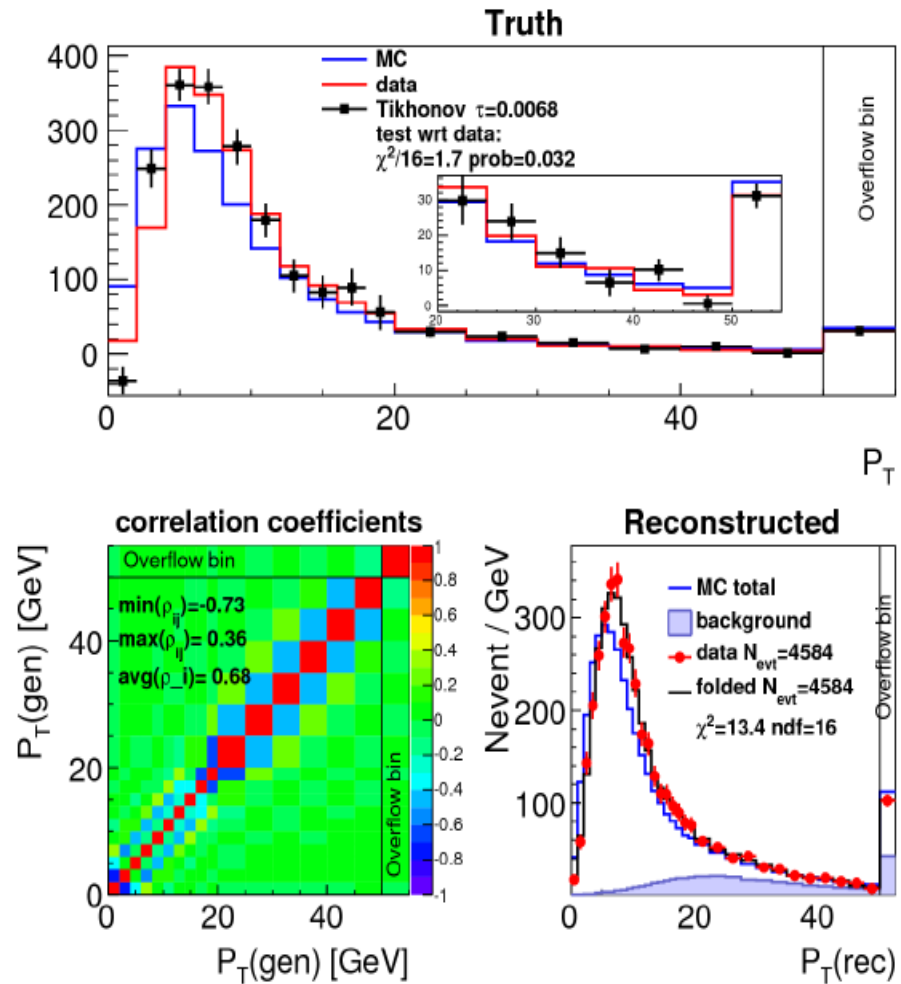 Truth
400
300
200
100
0
MC
data
Tikhonov τ=0.0068
test wrt data:
χ²/16=1.7 prob=0.032
30
20
10
0
20
30
40
50
Overflow bin
0
20
40
P_T
correlation coefficients
P_T(gen) [GeV]
40
20
0
Overflow bin
min(ρ_ij)=-0.73
max(ρ_ij)= 0.36
avg(ρ_i)= 0.68
Overflow bin
1
0.8
0.6
0.4
0.2
0
-0.2
-0.4
-0.6
-0.8
-1
0
20
40
P_T(gen) [GeV]
Reconstructed
Nevent / GeV
300
200
100
MC total
background
data N_evt=4584
folded N_evt=4584
χ²=13.4 ndf=16
Overflow bin
0
20
40
P_T(rec)